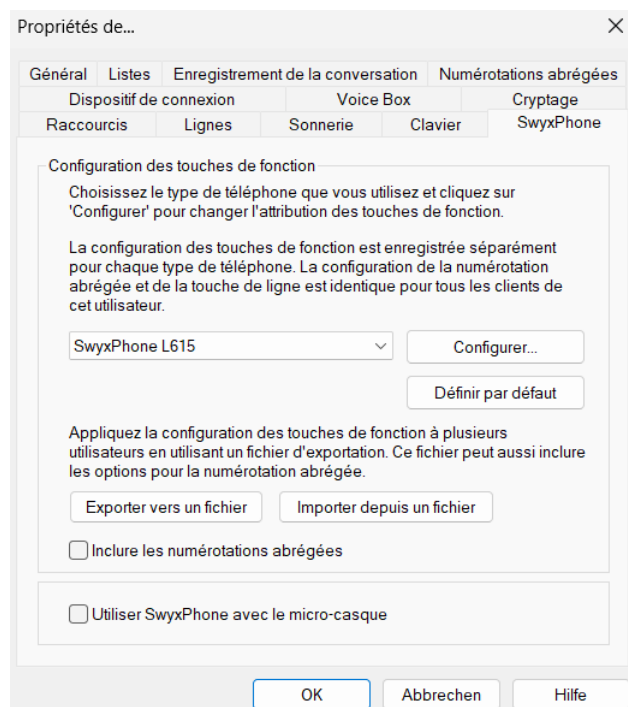 Propriétés de...
Général Listes Enregistrement de la conversation Numérotations abrégées
Dispositif de connexion Voice Box Cryptage
Raccourcis Lignes Sonnerie Clavier SwyxPhone
Configuration des touches de fonction
Choisissez le type de téléphone que vous utilisez et cliquez sur
'Configurer' pour changer l'attribution des touches de fonction.
La configuration des touches de fonction est enregistrée séparément
pour chaque type de téléphone. La configuration de la numérotation
abrégée et de la touche de ligne est identique pour tous les clients de
cet utilisateur.
SwyxPhone L615 Configurer...
Définir par défaut
Appliquez la configuration des touches de fonction à plusieurs
utilisateurs en utilisant un fichier d'exportation. Ce fichier peut aussi inclure
les options pour la numérotation abrégée.
Exporter vers un fichier Importer depuis un fichier
Inclure les numérotations abrégées
Utiliser SwyxPhone avec le micro-casque
OK Abbrechen Hilfe